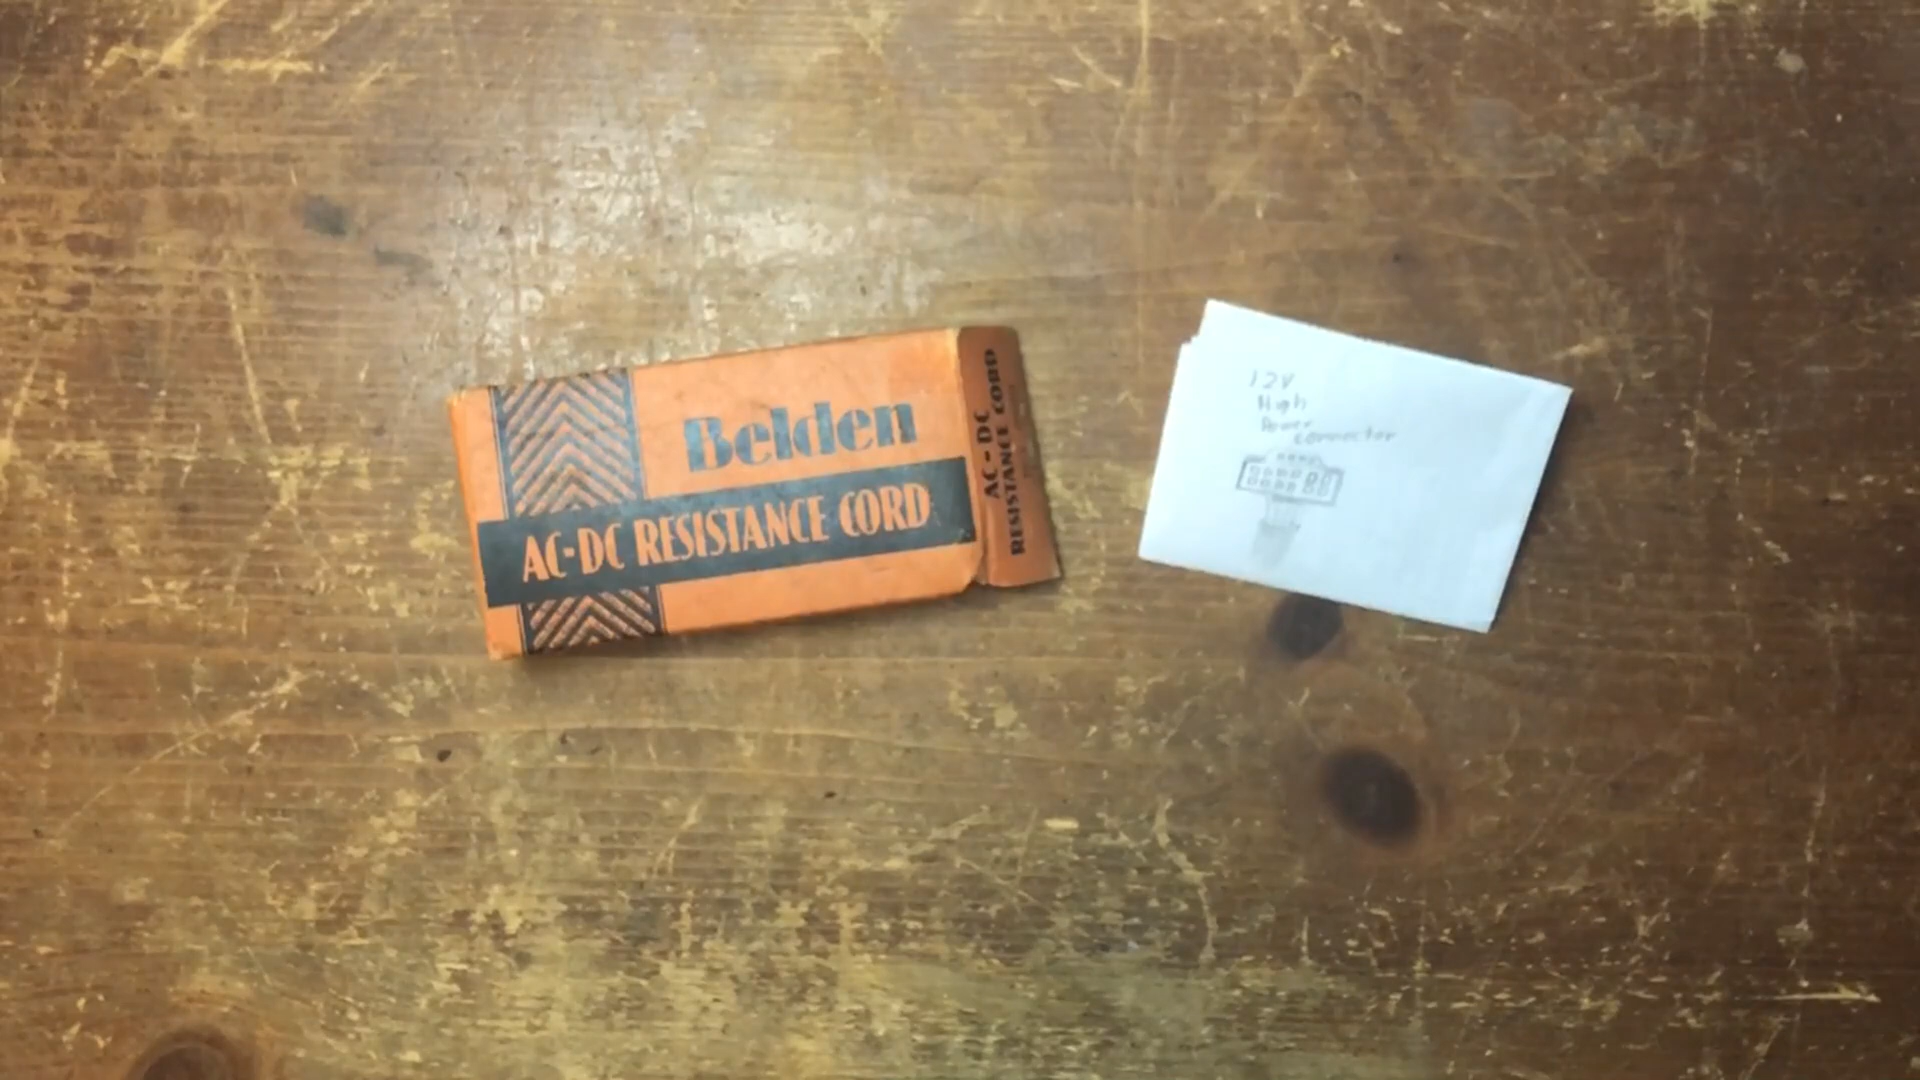 Belden
AC-DC RESISTANCE CORD
AC-DC
RESISTANCE CORD
12V
High
Power
connector